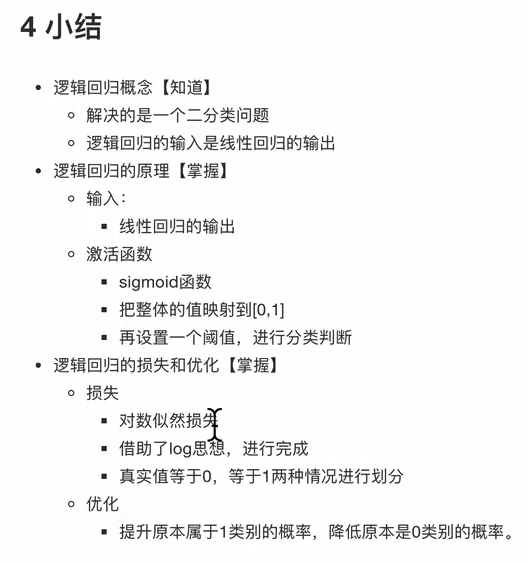 4 小结
逻辑回归概念【知道】
解决的是一个二分类问题
逻辑回归的输入是线性回归的输出
逻辑回归的原理【掌握】
输入：
线性回归的输出
激活函数
sigmoid函数
把整体的值映射到[0,1]
再设置一个阈值，进行分类判断
逻辑回归的损失和优化【掌握】
损失
对数似然损失
借助了log思想，进行完成
真实值等于0，等于1两种情况进行划分
优化
提升原本属于1类别的概率，降低原本是0类别的概率。